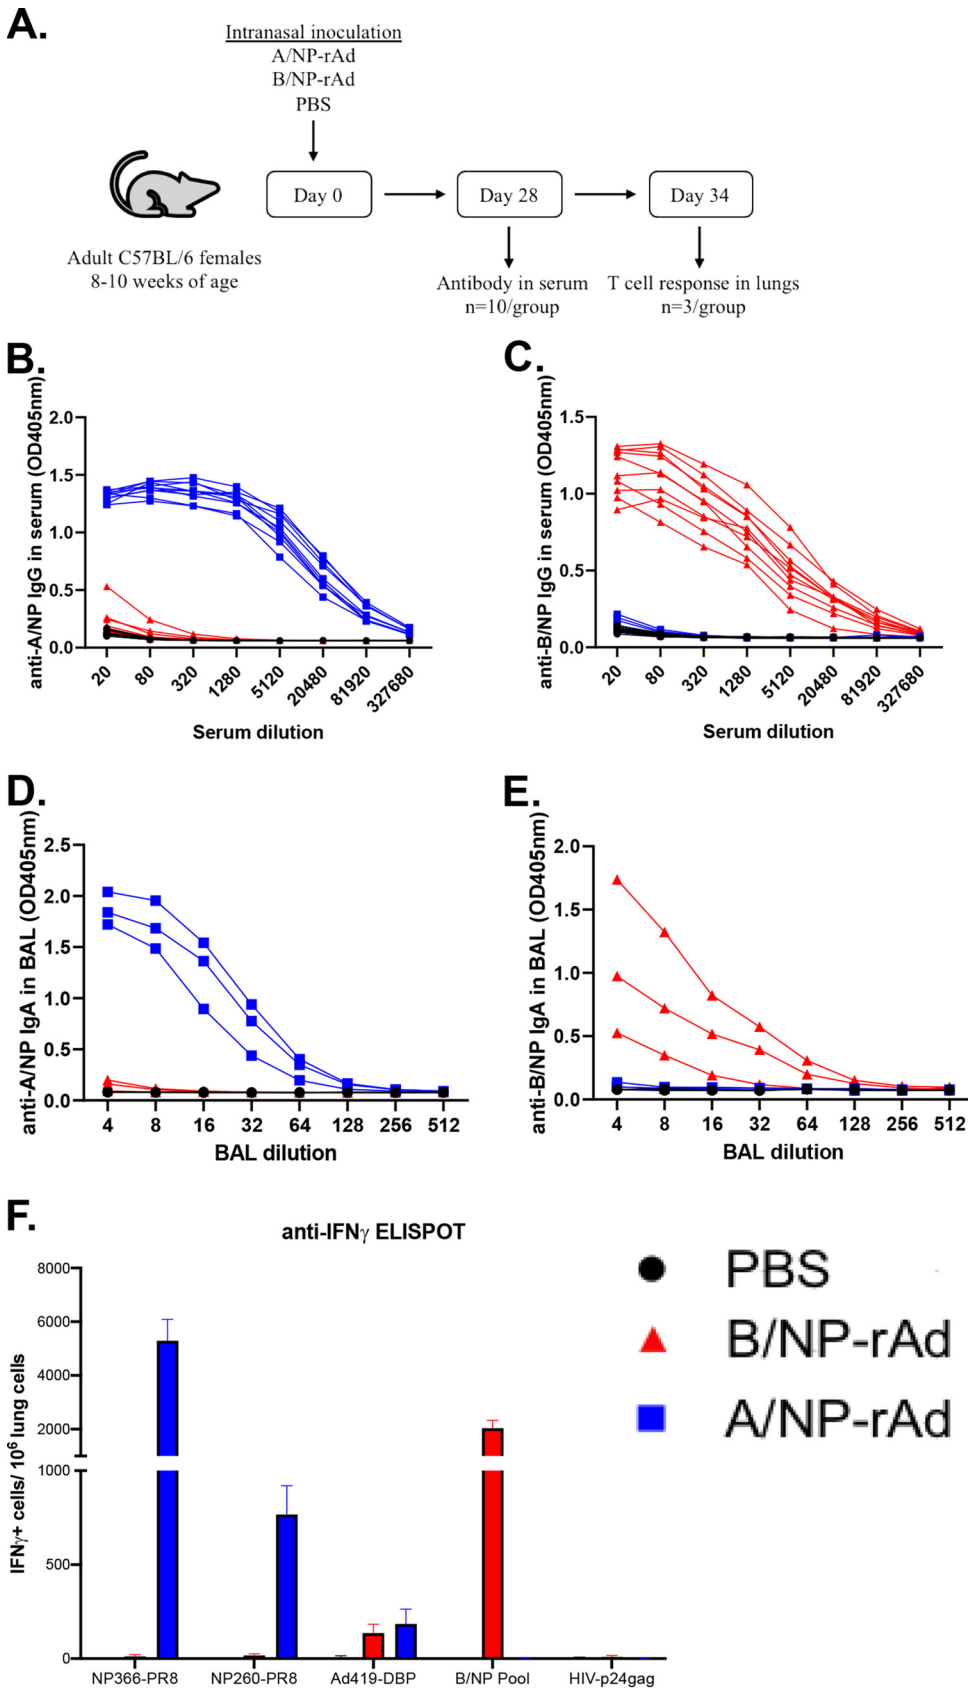 A.
Intranasal inoculation
A/NP-rAd
B/NP-rAd
PBS
Day 0
Day 28
Day 34
Adult C57BL/6 females
8-10 weeks of age
Antibody in serum
n=10/group
T cell response in lungs
n=3/group
B.
anti-A/NP IgG in serum (OD405nm)
2.0
1.5
1.0
0.5
0.0
20 80 320 1280 5120 20480 81920 327680
Serum dilution
C.
anti-B/NP IgG in serum (OD405nm)
1.5
1.0
0.5
0.0
20 80 320 1280 5120 20480 81920 327680
Serum dilution
D.
anti-A/NP IgA in BAL (OD405nm)
2.5
2.0
1.5
1.0
0.5
0.0
4 8 16 32 64 128 256 512
BAL dilution
E.
anti-B/NP IgA in BAL (OD405nm)
2.0
1.5
1.0
0.5
0.0
4 8 16 32 64 128 256 512
BAL dilution
F.
anti-IFNγ ELISPOT
IFNγ+ cells/ 10⁶ lung cells
8000
6000
4000
2000
1000
500
0
NP366-PR8 NP260-PR8 Ad419-DBP B/NP Pool HIV-p24gag
PBS
B/NP-rAd
A/NP-rAd